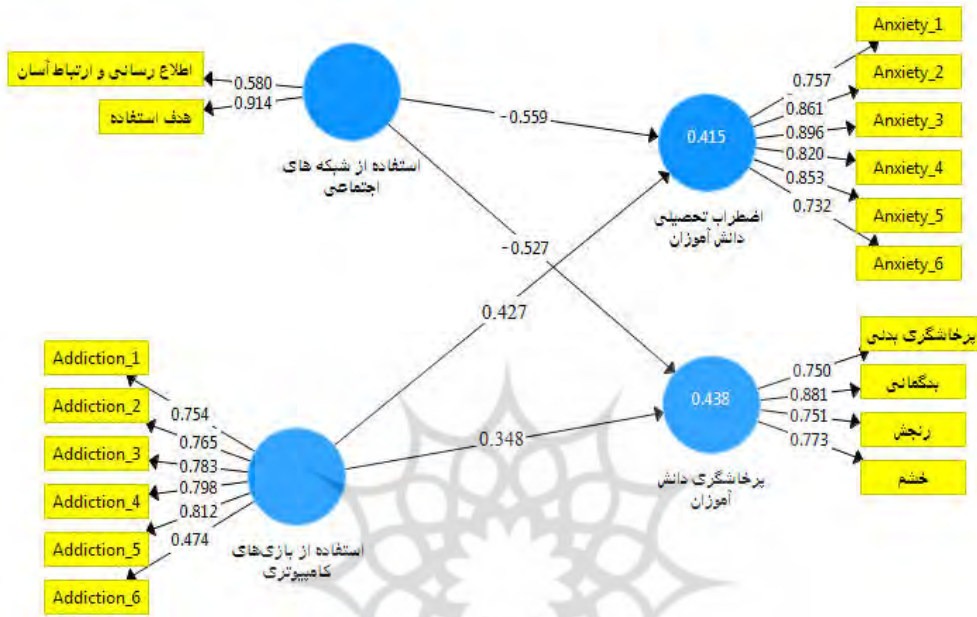 اطلاع رسانی و ارتباط آسان
هدف استفاده
0.580
0.914
استفاده از شبکه های
اجتماعی
-0.559
-0.527
0.427
0.348
0.415
اضطراب تحصیلی
دانش آموزان
0.757
0.861
0.896
0.820
0.853
0.732
Anxiety_1
Anxiety_2
Anxiety_3
Anxiety_4
Anxiety_5
Anxiety_6
Addiction_1
Addiction_2
Addiction_3
Addiction_4
Addiction_5
Addiction_6
0.754
0.765
0.783
0.798
0.812
0.474
استفاده از بازی‌های
کامپیوتری
0.438
پرخاشگری دانش
آموزان
0.750
0.881
0.751
0.773
پرخاشگری بدنی
بدگمانی
رنجش
خشم